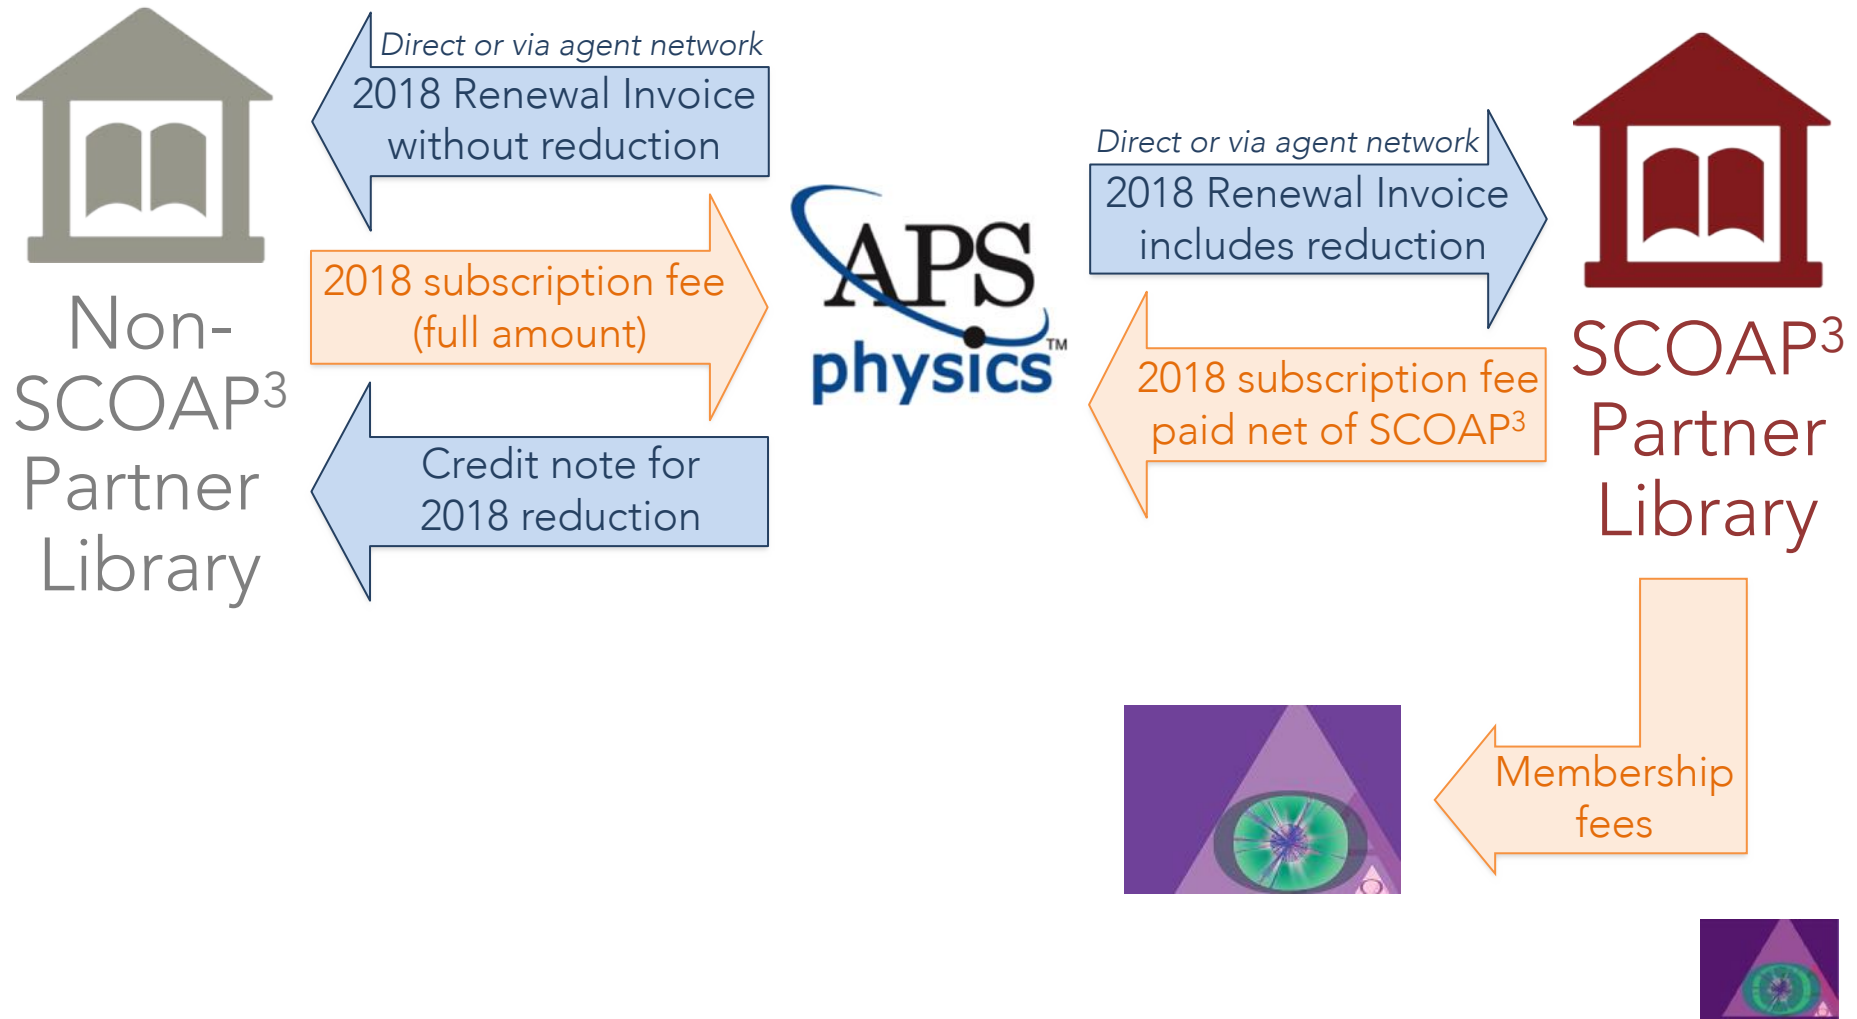 Direct or via agent network
2018 Renewal Invoice
without reduction
2018 subscription fee
(full amount)
Credit note for
2018 reduction
Non-
SCOAP³
Partner
Library
APS
physics™
Direct or via agent network
2018 Renewal Invoice
includes reduction
2018 subscription fee
paid net of SCOAP³
SCOAP³
Partner
Library
Membership
fees